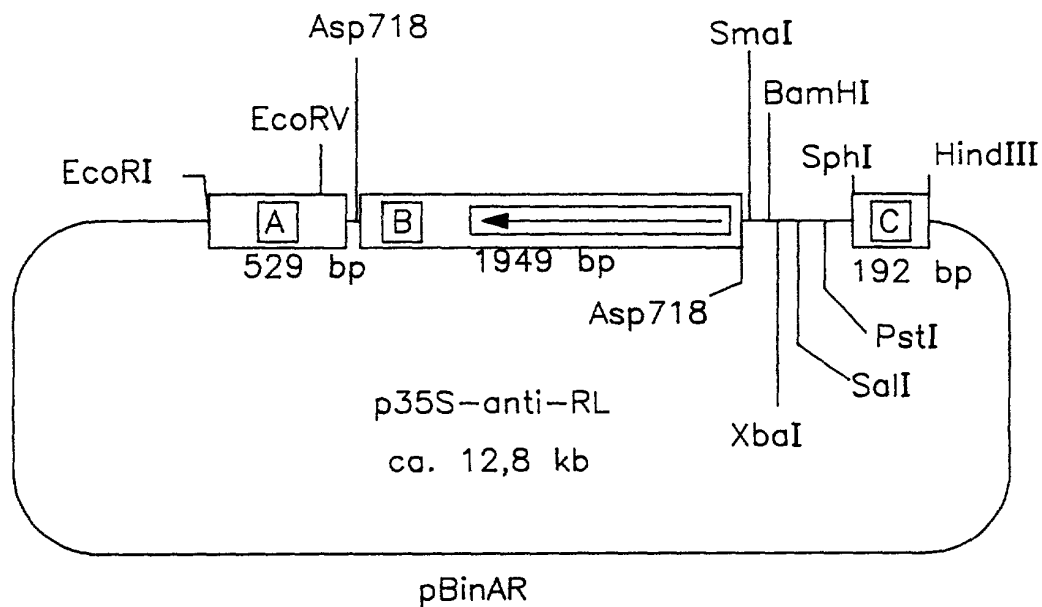 Asp718
SmaI
BamHI
EcoRV
SphI
HindIII
EcoRI
A
B
C
529 bp
1949 bp
192 bp
Asp718
PstI
SalI
XbaI
p35S-anti-RL
ca. 12,8 kb
pBinAR